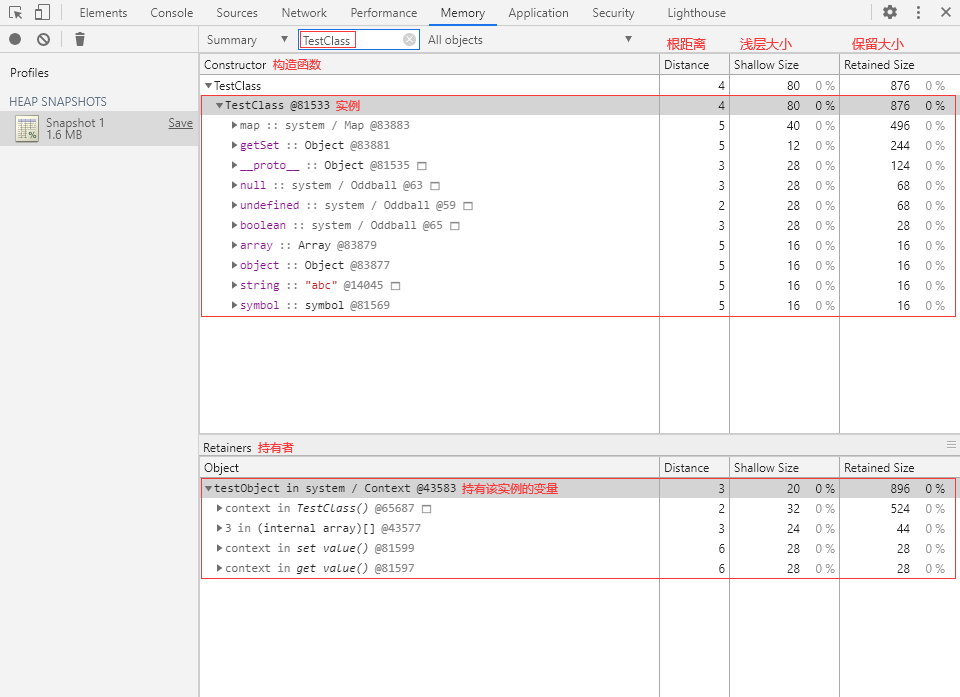 Elements Console Sources Network Performance Memory Application Security Lighthouse
Summary ▼ TestClass All objects ▼ 根距离 浅层大小 保留大小
Profiles
HEAP SNAPSHOTS
Snapshot 1 Save
1.6 MB
Constructor 构造函数 Distance Shallow Size Retained Size
▼TestClass 4 80 0 % 876 0 %
▼TestClass @81533 实例 4 80 0 % 876 0 %
▶map :: system / Map @83883 5 40 0 % 496 0 %
▶getSet :: Object @83881 5 12 0 % 244 0 %
▶__proto__ :: Object @81535 3 28 0 % 124 0 %
▶null :: system / Oddball @63 3 28 0 % 68 0 %
▶undefined :: system / Oddball @59 2 28 0 % 68 0 %
▶boolean :: system / Oddball @65 3 28 0 % 28 0 %
▶array :: Array @83879 5 16 0 % 16 0 %
▶object :: Object @83877 5 16 0 % 16 0 %
▶string :: "abc" @14045 5 16 0 % 16 0 %
▶symbol :: symbol @81569 5 16 0 % 16 0 %
Retainers 持有者
Object Distance Shallow Size Retained Size
▼testObject in system / Context @43583 持有该实例的变量 3 20 0 % 896 0 %
▶context in TestClass() @65687 2 32 0 % 524 0 %
▶3 in (internal array)[] @43577 3 24 0 % 44 0 %
▶context in set value() @81599 6 28 0 % 28 0 %
▶context in get value() @81597 6 28 0 % 28 0 %